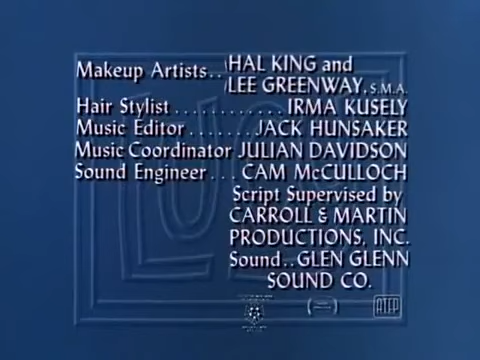 Makeup Artists.. HAL KING and
LEE GREENWAY, S.M.A.
Hair Stylist ............ IRMA KUSELY
Music Editor ........ JACK HUNSAKER
Music Coordinator JULIAN DAVIDSON
Sound Engineer ... CAM McCULLOCH
Script Supervised by
CARROLL & MARTIN
PRODUCTIONS, INC.
Sound.. GLEN GLENN
SOUND CO.
LUCY